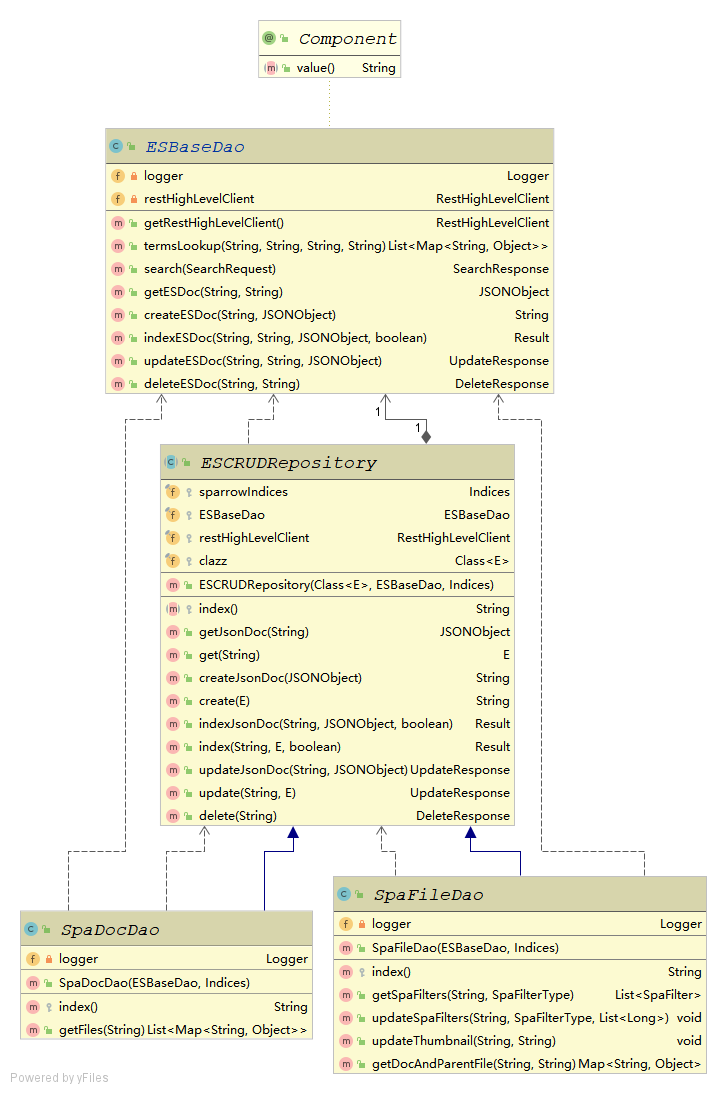 Component
value() String
ESBaseDao
logger Logger
restHighLevelClient RestHighLevelClient
getRestHighLevelClient() RestHighLevelClient
termsLookup(String, String, String, String) List<Map<String, Object>>
search(SearchRequest) SearchResponse
getESDoc(String, String) JSONObject
createESDoc(String, JSONObject) String
indexESDoc(String, String, JSONObject, boolean) Result
updateESDoc(String, String, JSONObject) UpdateResponse
deleteESDoc(String, String) DeleteResponse
1
1
ESCRUDRepository
sparrowIndices Indices
ESBaseDao ESBaseDao
restHighLevelClient RestHighLevelClient
clazz Class<E>
ESCRUDRepository(Class<E>, ESBaseDao, Indices)
index() String
getJsonDoc(String) JSONObject
get(String) E
createJsonDoc(JSONObject) String
create(E) String
indexJsonDoc(String, JSONObject, boolean) Result
index(String, E, boolean) Result
updateJsonDoc(String, JSONObject) UpdateResponse
update(String, E) UpdateResponse
delete(String) DeleteResponse
SpaDocDao
logger Logger
SpaDocDao(ESBaseDao, Indices)
index() String
getFiles(String) List<Map<String, Object>>
SpaFileDao
logger Logger
SpaFileDao(ESBaseDao, Indices)
index() String
getSpaFilters(String, SpaFilterType) List<SpaFilter>
updateSpaFilters(String, SpaFilterType, List<Long>) void
updateThumbnail(String, String) void
getDocAndParentFile(String, String) Map<String, Object>
Powered by yFiles